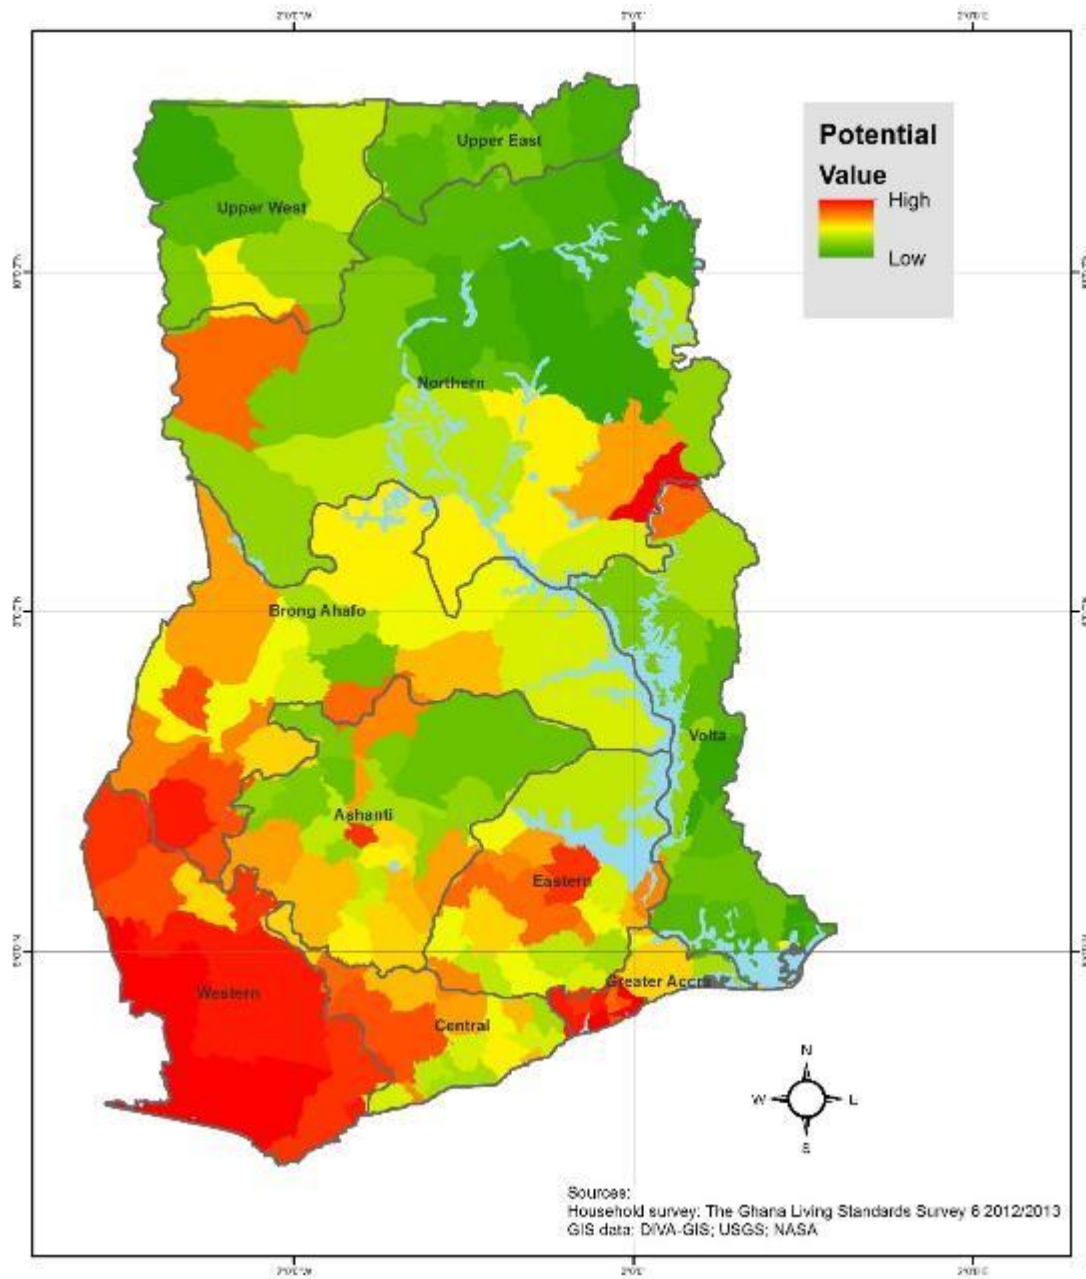 Potential
Value
High
Low
Upper East
Upper West
Northern
Brong Ahafo
Volta
Ashanti
Eastern
Western
Greater Accra
Central
N
W
L
S
Sources:
Household survey: The Ghana Living Standards Survey 6 2012/2013
GIS data: DIVA-GIS; USGS; NASA